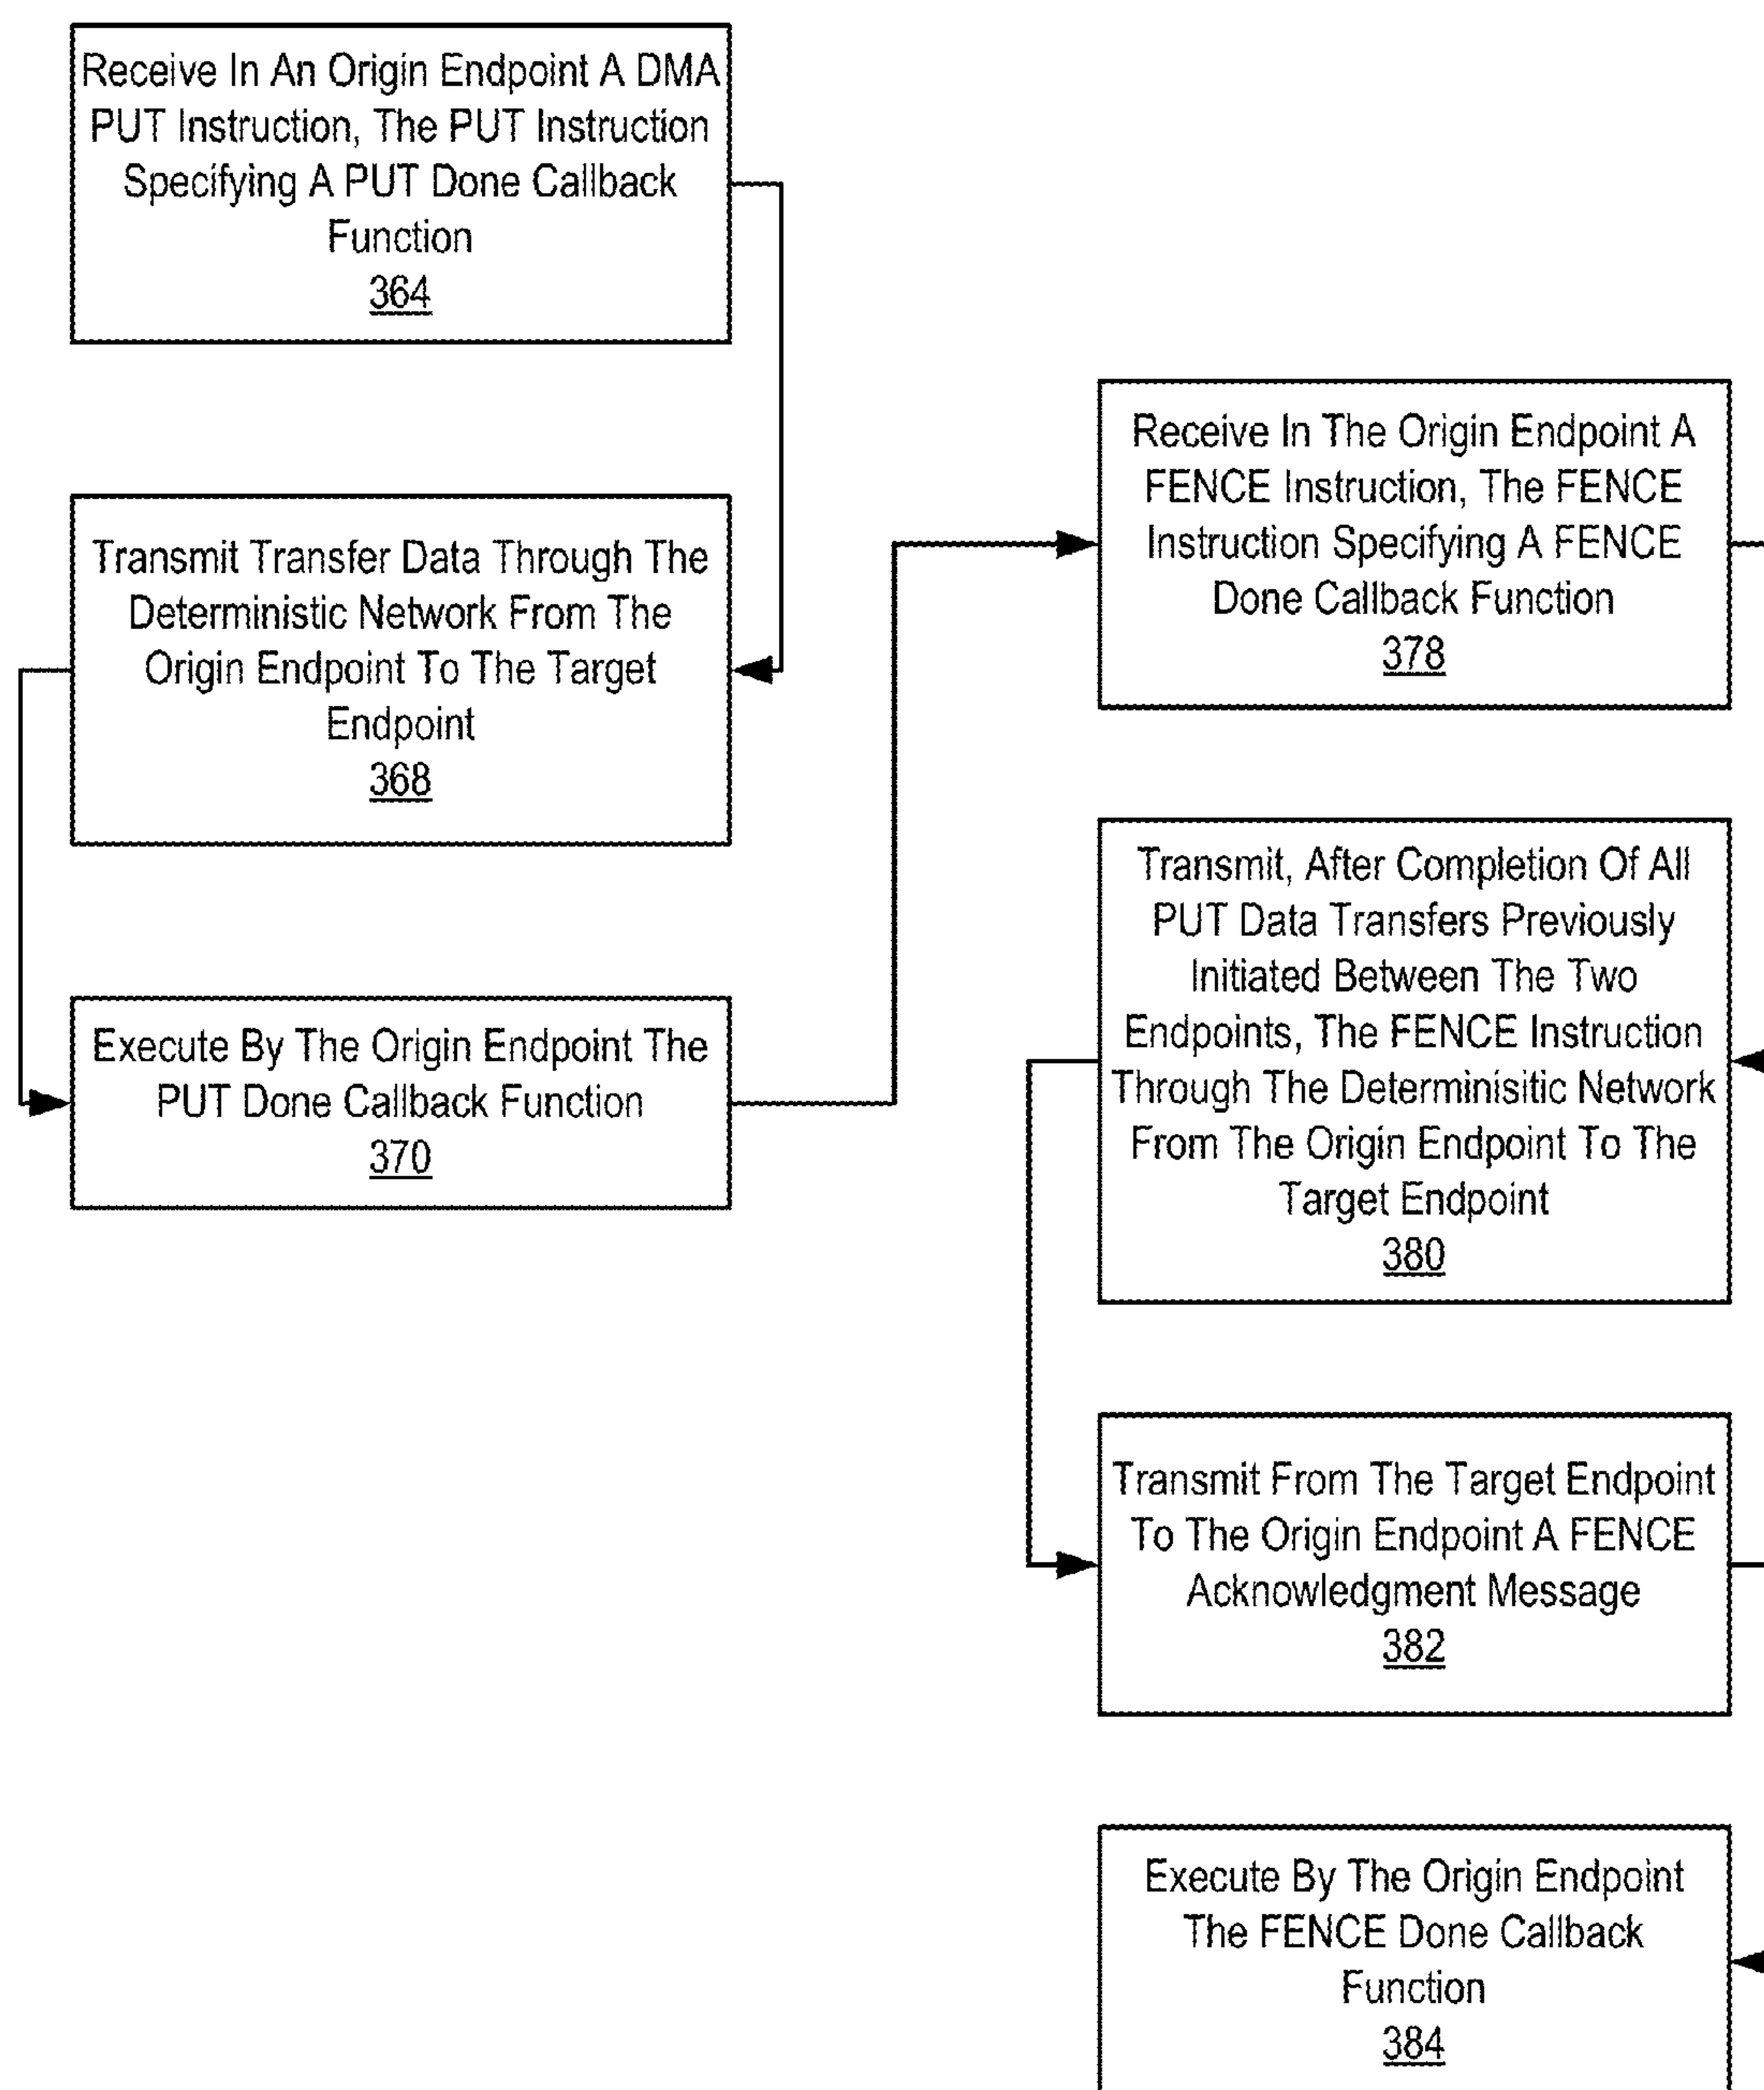 Receive In An Origin Endpoint A DMA
PUT Instruction, The PUT Instruction
Specifying A PUT Done Callback
Function
364
Transmit Transfer Data Through The
Deterministic Network From The
Origin Endpoint To The Target
Endpoint
368
Execute By The Origin Endpoint The
PUT Done Callback Function
370
Receive In The Origin Endpoint A
FENCE Instruction, The FENCE
Instruction Specifying A FENCE
Done Callback Function
378
Transmit, After Completion Of All
PUT Data Transfers Previously
Initiated Between The Two
Endpoints, The FENCE Instruction
Through The Determinisitic Network
From The Origin Endpoint To The
Target Endpoint
380
Transmit From The Target Endpoint
To The Origin Endpoint A FENCE
Acknowledgment Message
382
Execute By The Origin Endpoint
The FENCE Done Callback
Function
384